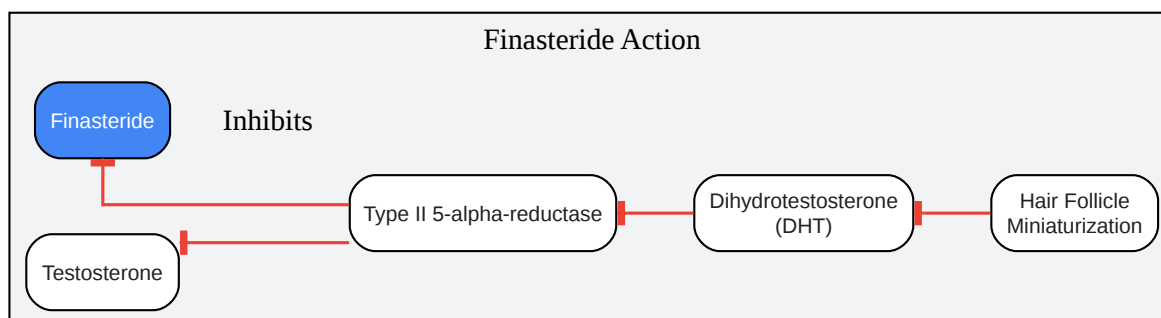 Finasteride Action
Finasteride
Inhibits
Type II 5-alpha-reductase
Dihydrotestosterone
(DHT)
Hair Follicle
Miniaturization
Testosterone